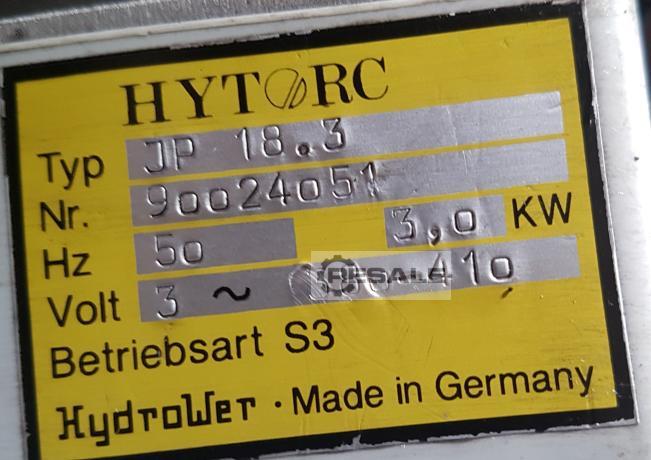 HYTORC
Typ JP 18.3
Nr. 90024051
Hz 50 3,0 KW
Volt 3 ~ 410
RESALE
Betriebsart S3
HydroWer · Made in Germany